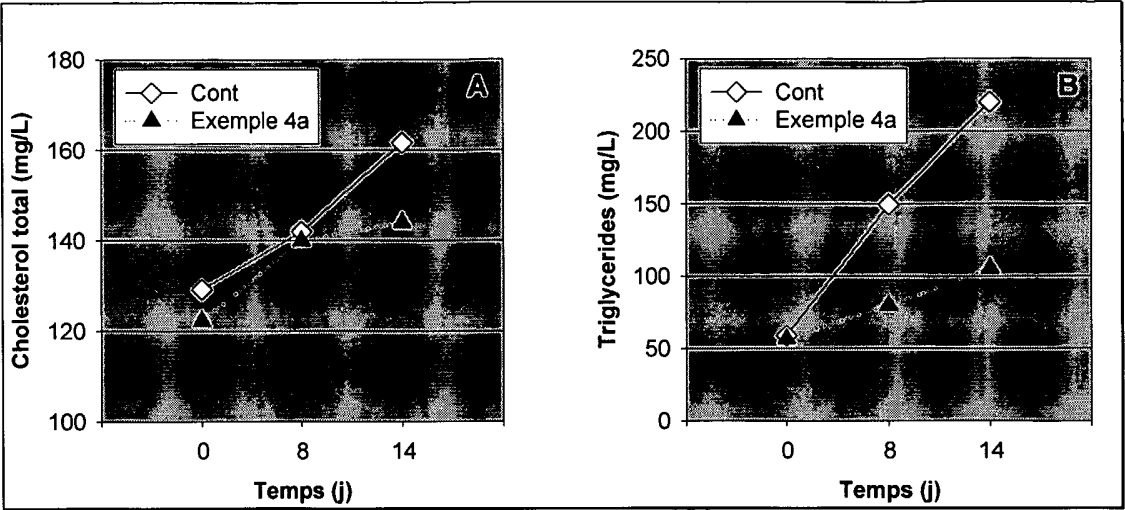 A
Cont
Exemple 4a
Cholesterol total (mg/L)
180
160
140
120
100
0 8 14
Temps (j)
B
Cont
Exemple 4a
Triglycerides (mg/L)
250
200
150
100
50
0
0 8 14
Temps (j)